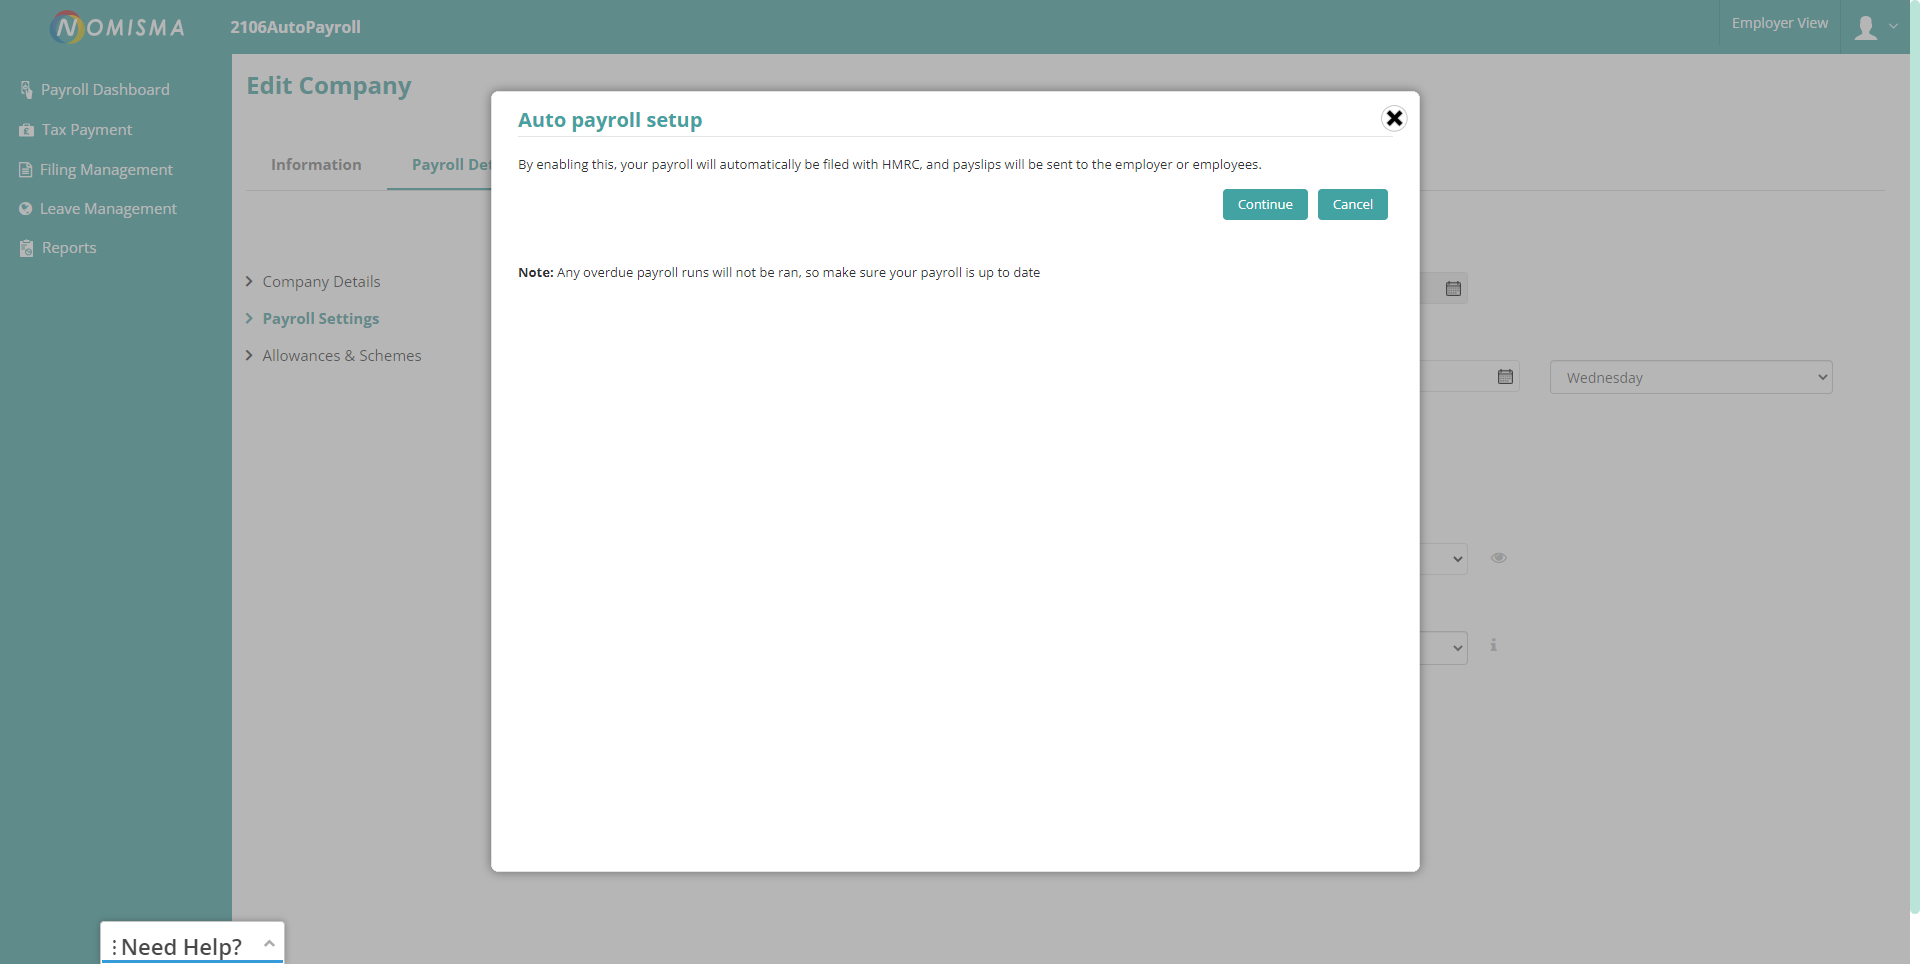 NOMISMA
2106AutoPayroll
Employer View
Payroll Dashboard
Tax Payment
Filing Management
Leave Management
Reports
Edit Company
Information
Payroll
Company Details
Payroll Settings
Allowances & Schemes
Auto payroll setup
By enabling this, your payroll will automatically be filed with HMRC, and payslips will be sent to the employer or employees.
Continue
Cancel
Note: Any overdue payroll runs will not be ran, so make sure your payroll is up to date
Wednesday
Need Help?